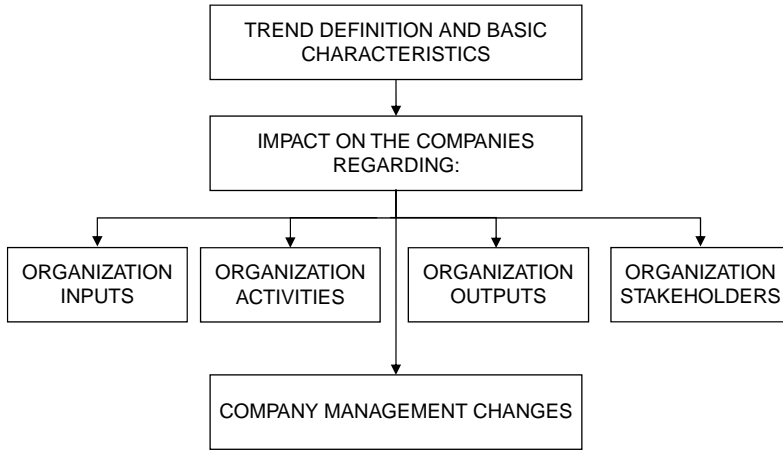 TREND DEFINITION AND BASIC
CHARACTERISTICS
IMPACT ON THE COMPANIES
REGARDING:
ORGANIZATION
INPUTS
ORGANIZATION
ACTIVITIES
ORGANIZATION
OUTPUTS
ORGANIZATION
STAKEHOLDERS
COMPANY MANAGEMENT CHANGES